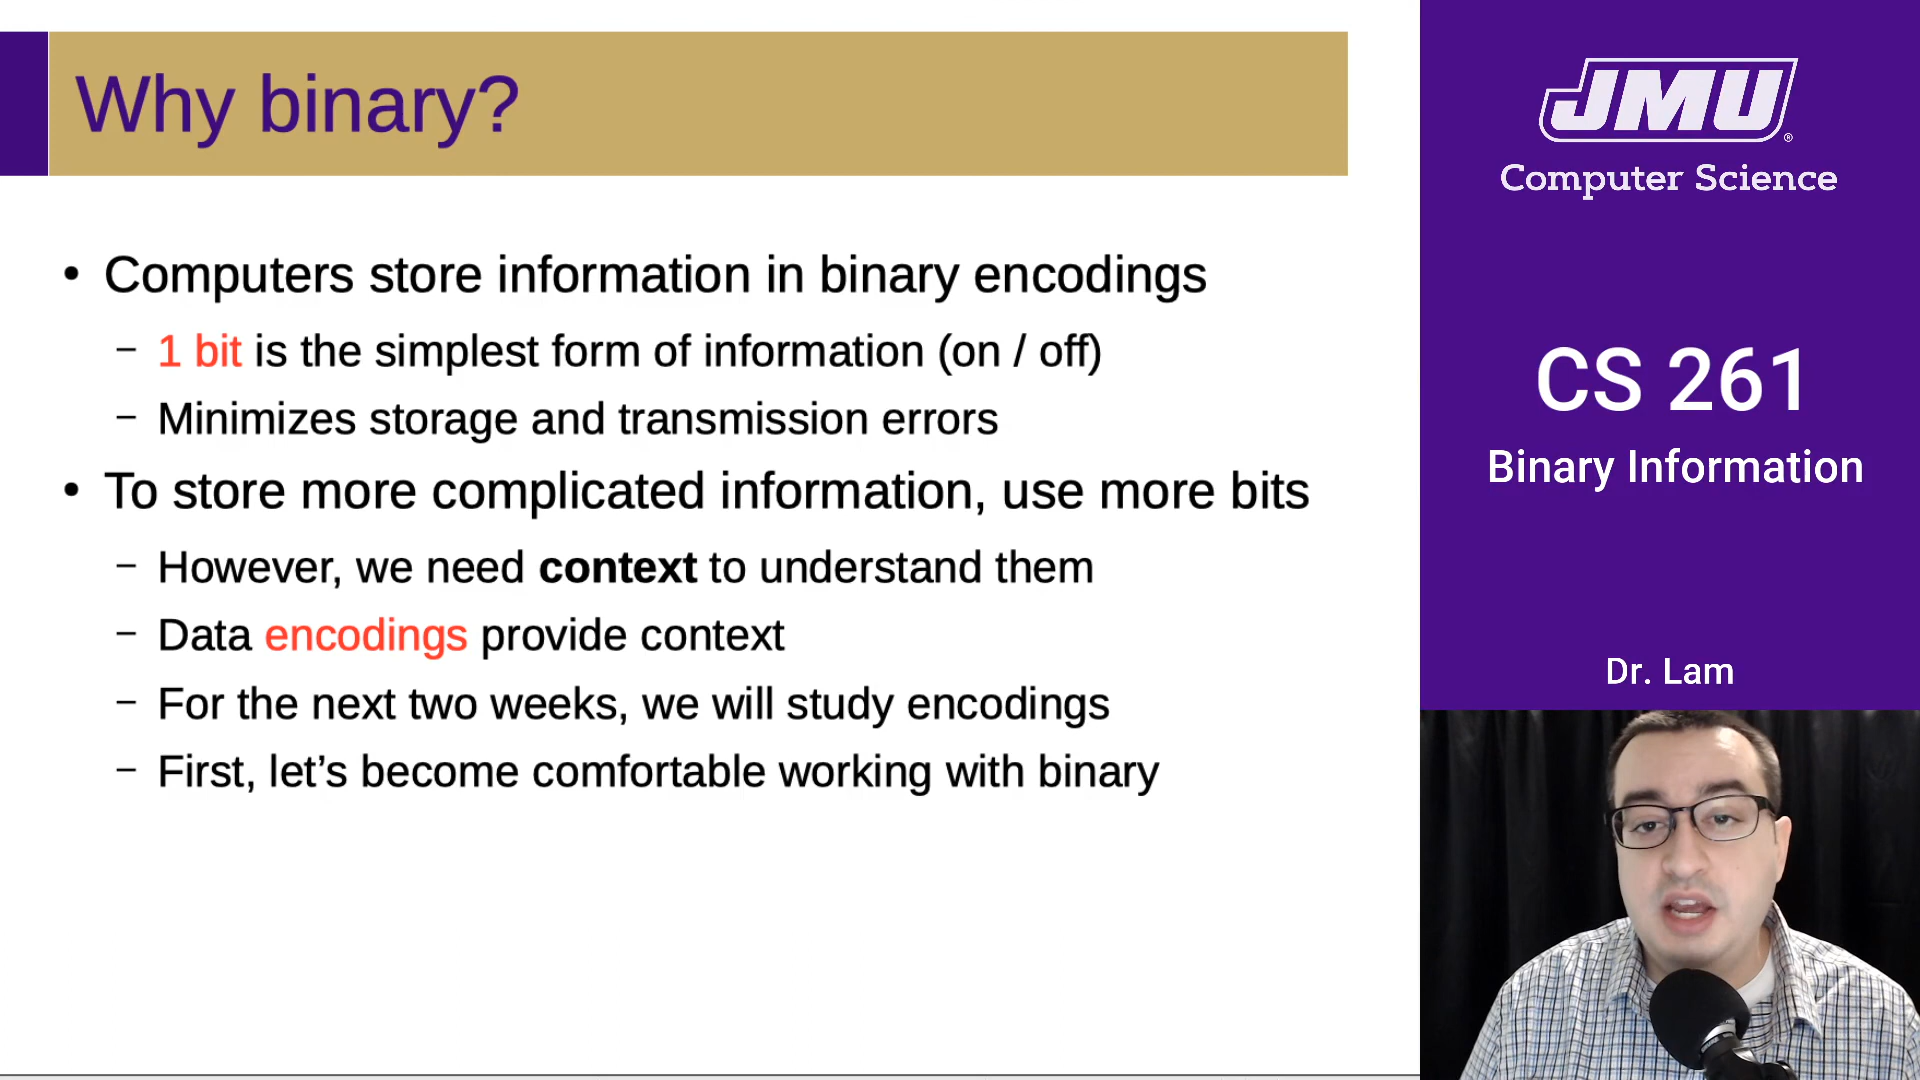 Why binary?
• Computers store information in binary encodings
– 1 bit is the simplest form of information (on / off)
– Minimizes storage and transmission errors
• To store more complicated information, use more bits
– However, we need context to understand them
– Data encodings provide context
– For the next two weeks, we will study encodings
– First, let’s become comfortable working with binary
JMU®
Computer Science
CS 261
Binary Information
Dr. Lam